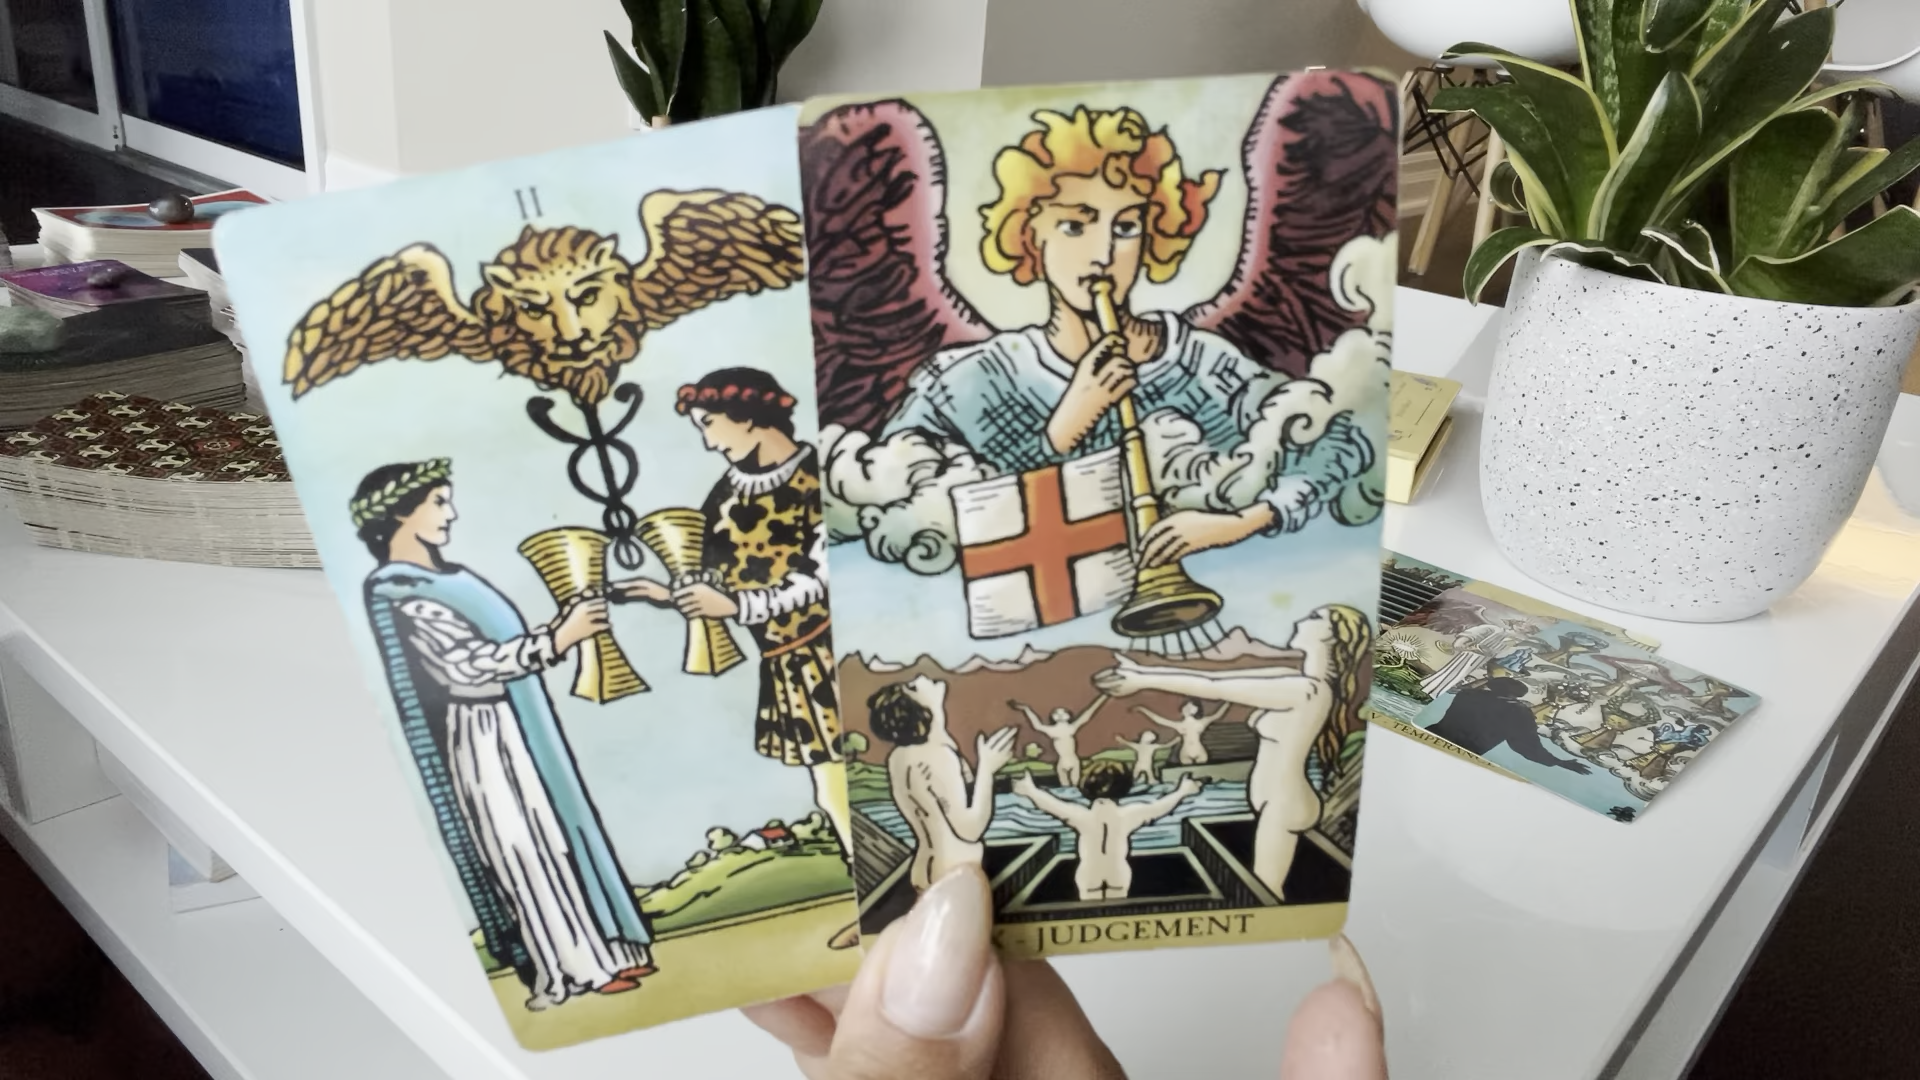 II
X - JUDGEMENT
V - TEMPERANCE